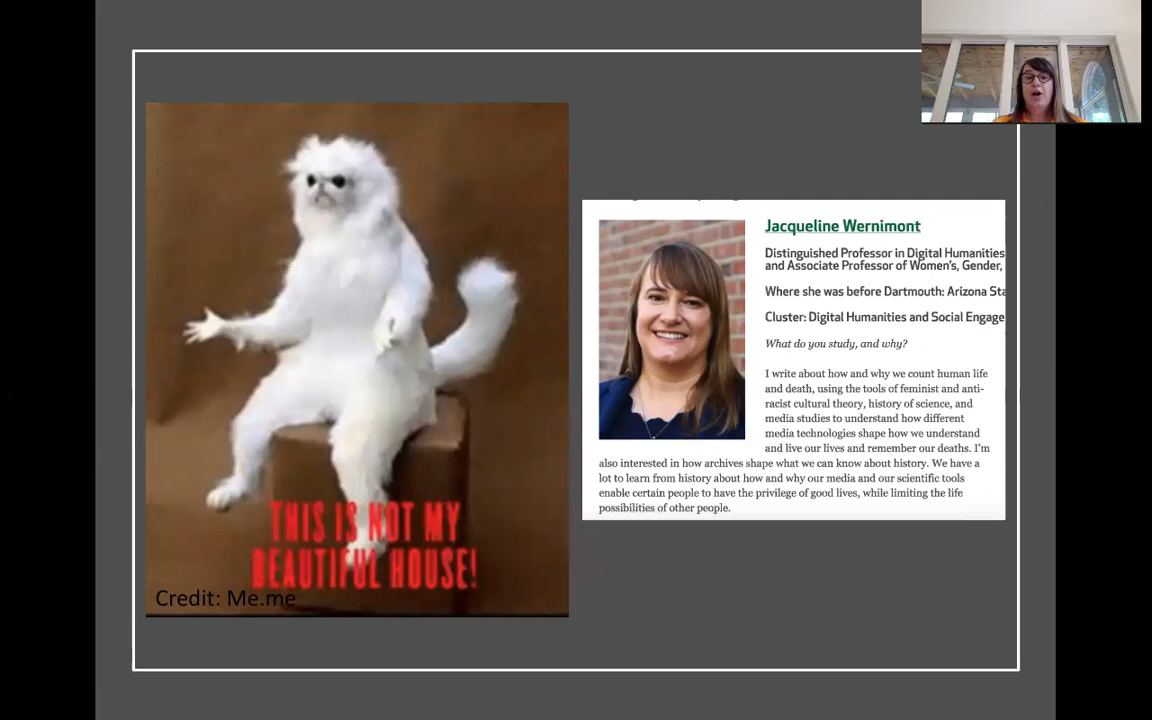 THIS IS NOT MY
BEAUTIFUL HOUSE!
Credit: Me.me
Jacqueline Wernimont
Distinguished Professor in Digital Humanities
and Associate Professor of Women's, Gender,
Where she was before Dartmouth: Arizona Sta
Cluster: Digital Humanities and Social Engage
What do you study, and why?
I write about how and why we count human life
and death, using the tools of feminist and anti-
racist cultural theory, history of science, and
media studies to understand how different
media technologies shape how we understand
and live our lives and remember our deaths. I'm
also interested in how archives shape what we can know about history. We have a
lot to learn from history about how and why our media and our scientific tools
enable certain people to have the privilege of good lives, while limiting the life
possibilities of other people.